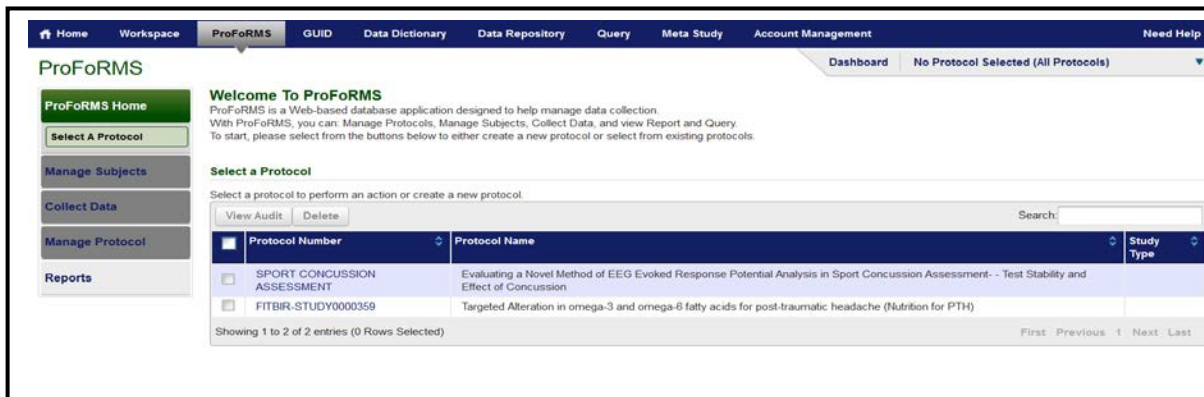 Home Workspace ProFoRMS GUID Data Dictionary Data Repository Query Meta Study Account Management Need Help
ProFoRMS
Dashboard No Protocol Selected (All Protocols)
ProFoRMS Home
Select A Protocol
Manage Subjects
Collect Data
Manage Protocol
Reports
Welcome To ProFoRMS
ProFoRMS is a Web-based database application designed to help manage data collection.
With ProFoRMS, you can: Manage Protocols, Manage Subjects, Collect Data, and view Report and Query.
To start, please select from the buttons below to either create a new protocol or select from existing protocols.
Select a Protocol
Select a protocol to perform an action or create a new protocol.
View Audit Delete Search:
Protocol Number Protocol Name Study
Type
SPORT CONCUSSION Evaluating a Novel Method of EEG Evoked Response Potential Analysis in Sport Concussion Assessment- - Test Stability and
ASSESSMENT Effect of Concussion
FITBIR-STUDY0000359 Targeted Alteration in omega-3 and omega-6 fatty acids for post-traumatic headache (Nutrition for PTH)
Showing 1 to 2 of 2 entries (0 Rows Selected) First Previous 1 Next Last